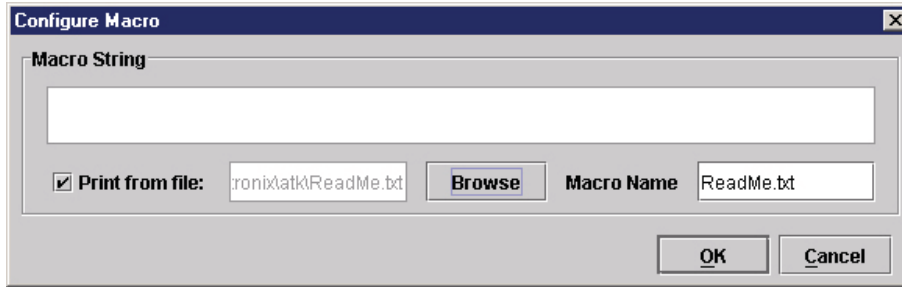 Configure Macro
Macro String
Print from file: :ronix\atk\ReadMe.txt Browse Macro Name ReadMe.txt
OK Cancel